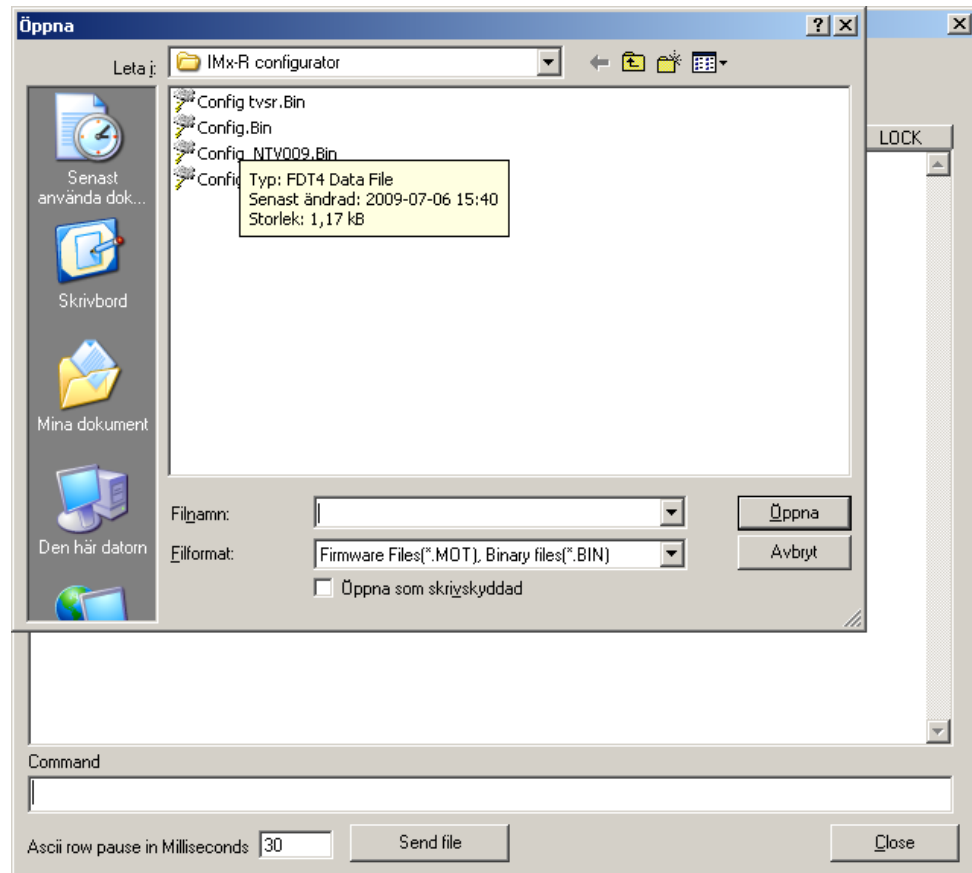 Öppna
Leta i:
IMx-R configurator
LOCK
Config tvsr.Bin
Config.Bin
Config_NTV009.Bin
Config
Typ: FDT4 Data File
Senast ändrad: 2009-07-06 15:40
Storlek: 1,17 kB
Senast
använda dok...
Skrivbord
Mina dokument
Den här datorn
Filnamn:
Öppna
Filformat:
Firmware Files(*.MOT), Binary files(*.BIN)
Avbryt
Öppna som skrivskyddad
Command
Ascii row pause in Milliseconds
30
Send file
Close